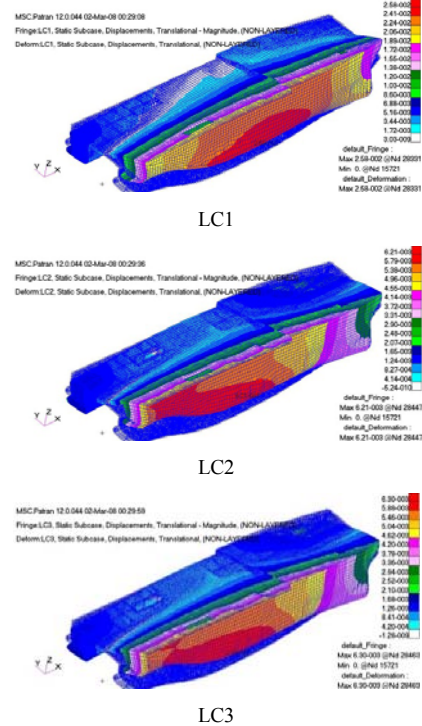 MSC.Patran 12.0.044 02-Mar-08 00:29:08
Fringe:LC1, Static Subcase, Displacements, Translational - Magnitude, (NON-LAYERED)
Deform:LC1, Static Subcase, Displacements, Translational, (NON-LAYERED)
2.58-002
2.41-002
2.24-002
2.06-002
1.89-002
1.72-002
1.55-002
1.38-002
1.20-002
1.03-002
8.60-003
6.88-003
5.16-003
3.44-003
1.72-003
default_Fringe :
Max 2.58-002 @Nd 28331
Min 0. @Nd 15721
default_Deformation :
Max 2.58-002 @Nd 28331
Y Z X
LC1
MSC.Patran 12.0.044 02-Mar-08 00:29:36
Fringe:LC2, Static Subcase, Displacements, Translational - Magnitude, (NON-LAYERED)
Deform:LC2, Static Subcase, Displacements, Translational, (NON-LAYERED)
6.21-003
5.79-003
5.38-003
4.96-003
4.55-003
4.14-003
3.72-003
3.31-003
2.90-003
2.48-003
2.07-003
1.65-003
1.24-003
8.27-004
4.14-004
-5.24-010
default_Fringe :
Max 6.21-003 @Nd 28447
Min 0. @Nd 15721
default_Deformation :
Max 6.21-003 @Nd 28447
Y Z X
LC2
MSC.Patran 12.0.044 02-Mar-08 00:29:59
Fringe:LC3, Static Subcase, Displacements, Translational - Magnitude, (NON-LAYERED)
Deform:LC3, Static Subcase, Displacements, Translational, (NON-LAYERED)
6.30-003
5.88-003
5.46-003
5.04-003
4.62-003
4.20-003
3.78-003
3.36-003
2.94-003
2.52-003
2.10-003
1.68-003
1.26-003
8.41-004
4.20-004
default_Fringe :
Max 6.30-003 @Nd 28463
Min 0. @Nd 15721
default_Deformation :
Max 6.30-003 @Nd 28463
Y Z X
LC3